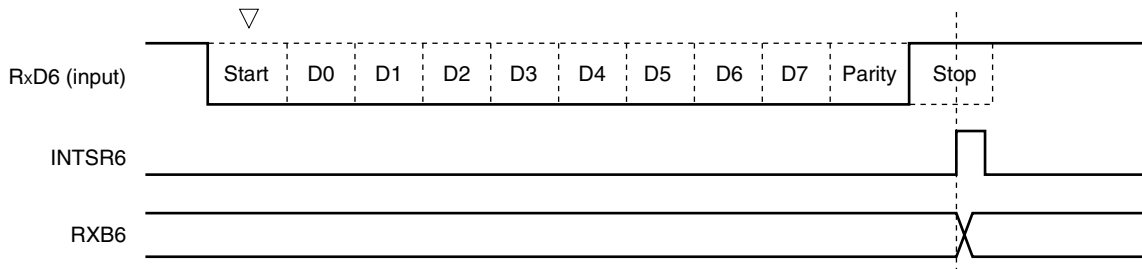 RxD6 (input) Start D0 D1 D2 D3 D4 D5 D6 D7 Parity Stop
INTSR6
RXB6